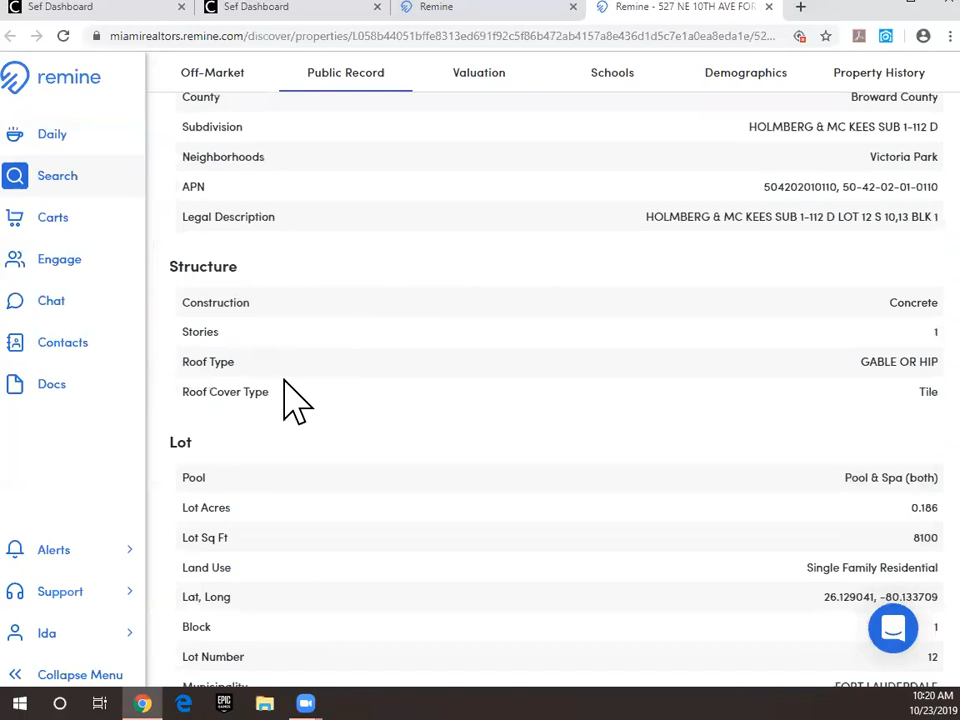 Sef Dashboard
Sef Dashboard
Remine
Remine - 527 NE 10TH AVE FOR
miamirealtors.remine.com/discover/properties/L058b44051bffe8313ed691f92c5f86b472ab4157a8e436d1d5c7e1a0ea8eda1e/52...
remine
Off-Market
Public Record
Valuation
Schools
Demographics
Property History
Daily
Search
Carts
Engage
Chat
Contacts
Docs
Alerts
Support
Ida
Collapse Menu
County Broward County
Subdivision HOLMBERG & MC KEES SUB 1-112 D
Neighborhoods Victoria Park
APN 504202010110, 50-42-02-01-0110
Legal Description HOLMBERG & MC KEES SUB 1-112 D LOT 12 S 10,13 BLK 1
Structure
Construction Concrete
Stories 1
Roof Type GABLE OR HIP
Roof Cover Type Tile
Lot
Pool Pool & Spa (both)
Lot Acres 0.186
Lot Sq Ft 8100
Land Use Single Family Residential
Lat, Long 26.129041, -80.133709
Block 1
Lot Number 12
Municipality FORT LAUDERDALE
EPIC GAMES
10:20 AM
10/23/2019